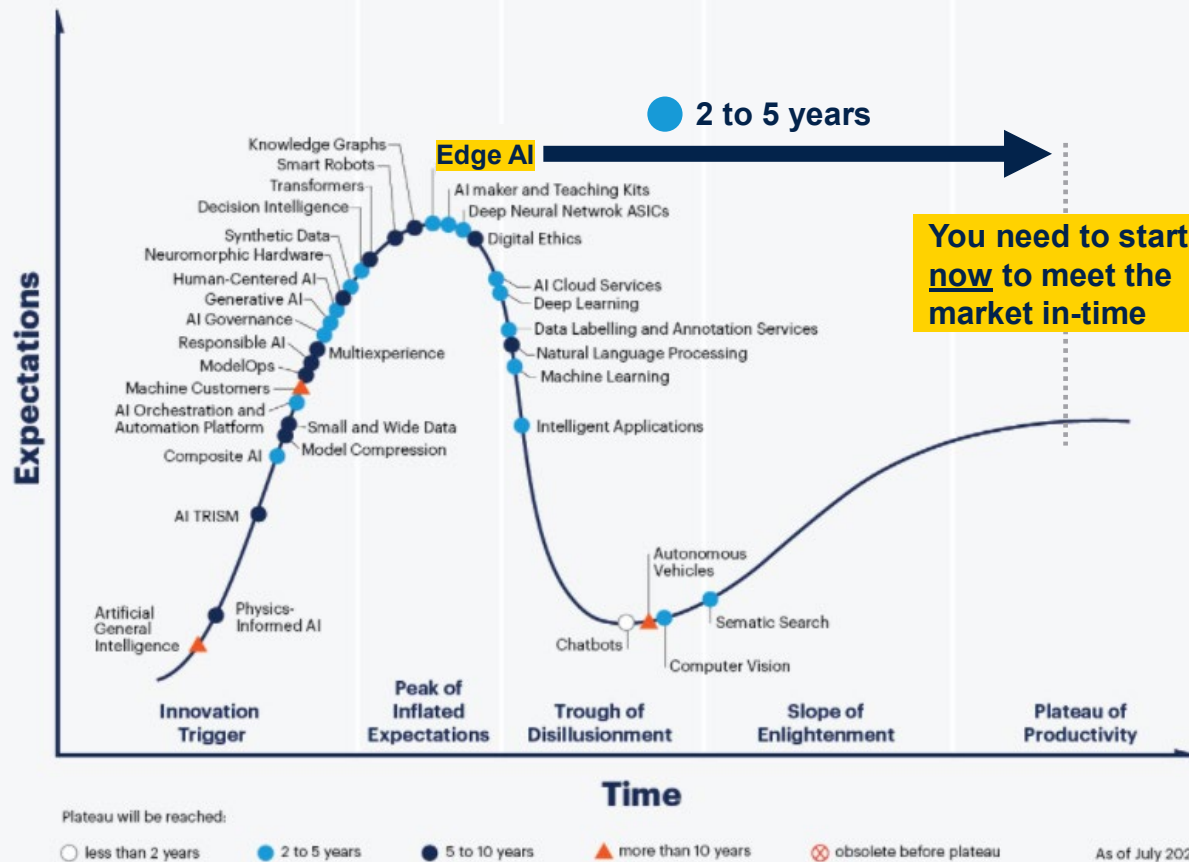 2 to 5 years
Edge AI
You need to start
now to meet the
market in-time
Expectations
Knowledge Graphs
Smart Robots
Transformers
Decision Intelligence
Synthetic Data
Neuromorphic Hardware
Human-Centered AI
Generative AI
AI Governance
Responsible AI
Multiexperience
ModelOps
Machine Customers
AI Orchestration and
Automation Platform
Small and Wide Data
Model Compression
Composite AI
AI TRISM
Artificial
General
Intelligence
Physics-
Informed AI
AI maker and Teaching Kits
Deep Neural Netwrok ASICs
Digital Ethics
AI Cloud Services
Deep Learning
Data Labelling and Annotation Services
Natural Language Processing
Machine Learning
Intelligent Applications
Autonomous
Vehicles
Chatbots
Computer Vision
Sematic Search
Innovation
Trigger
Peak of
Inflated
Expectations
Trough of
Disillusionment
Slope of
Enlightenment
Plateau of
Productivity
Time
Plateau will be reached:
less than 2 years
2 to 5 years
5 to 10 years
more than 10 years
obsolete before plateau
As of July